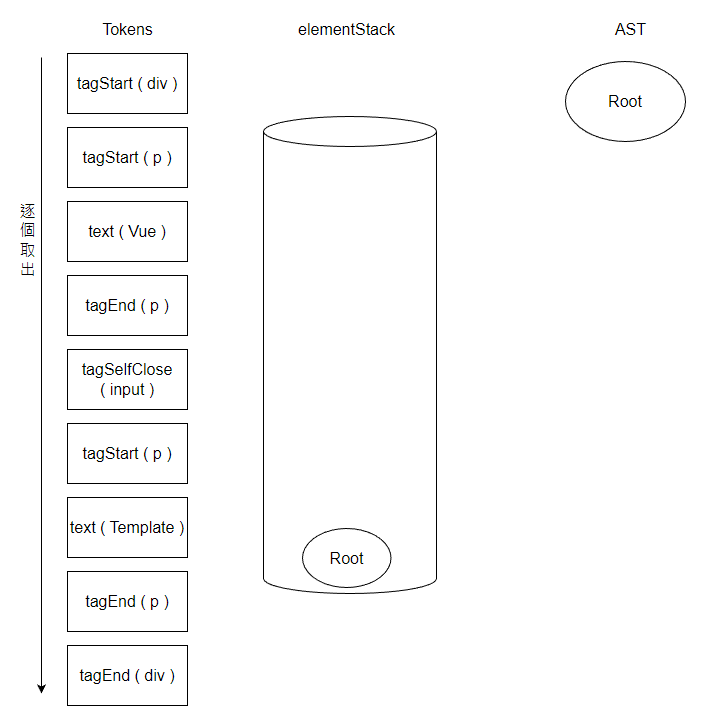 Tokens
elementStack
AST
tagStart ( div )
Root
tagStart ( p )
逐個取出
text ( Vue )
tagEnd ( p )
tagSelfClose
( input )
tagStart ( p )
text ( Template )
Root
tagEnd ( p )
tagEnd ( div )